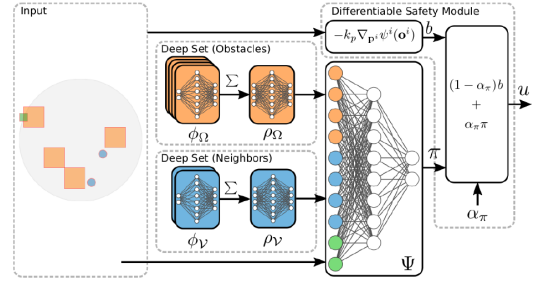 Input
Differentiable Safety Module
−k_p∇_{p^i}ψ^i(o^i)
b
Deep Set (Obstacles)
Σ
ϕ_Ω
ρ_Ω
(1 − α_π)b
+
α_π π
u
Deep Set (Neighbors)
Σ
π
ϕ_𝒱
ρ_𝒱
Ψ
α_π